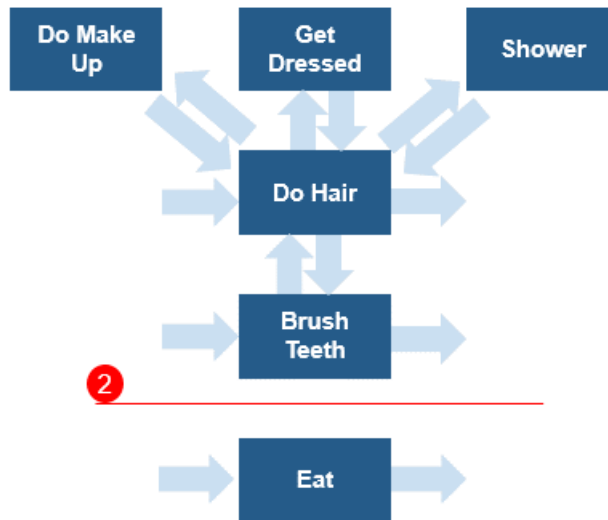 Do Make
Up
Get
Dressed
Shower
Do Hair
Brush
Teeth
2
Eat